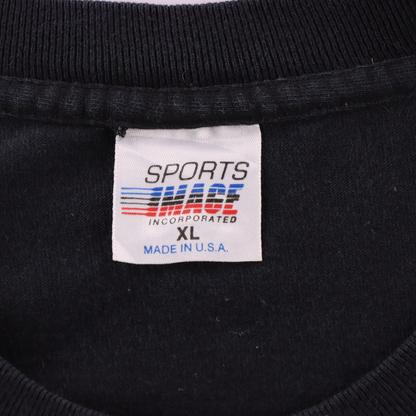 SPORTS
IMAGE
INCORPORATED
XL
MADE IN U.S.A.